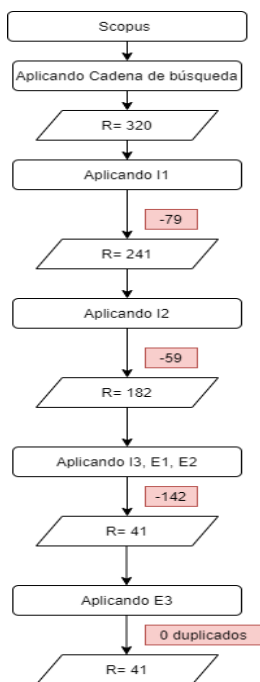 Scopus
Aplicando Cadena de búsqueda
R= 320
Aplicando I1
-79
R= 241
Aplicando I2
-59
R= 182
Aplicando I3, E1, E2
-142
R= 41
Aplicando E3
0 duplicados
R= 41